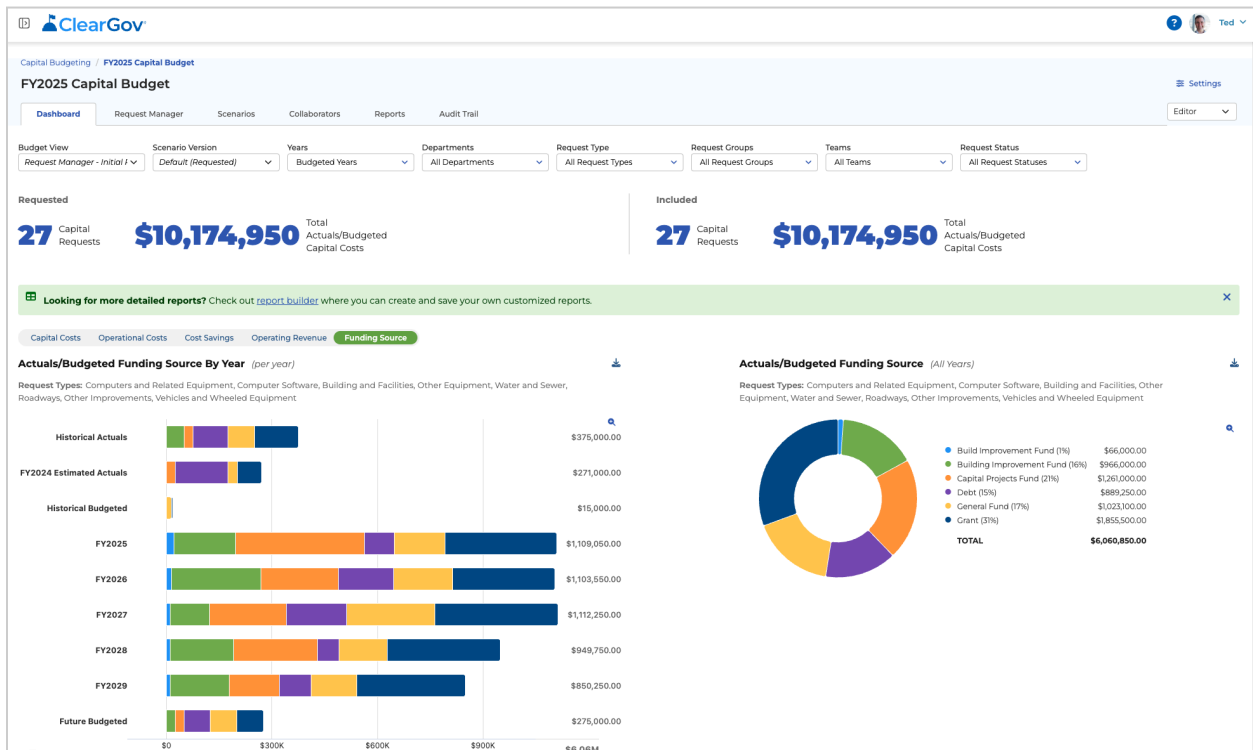 ClearGov
?
Ted
Capital Budgeting / FY2025 Capital Budget
FY2025 Capital Budget
Settings
Dashboard Request Manager Scenarios Collaborators Reports Audit Trail
Editor
Budget View Scenario Version Years Departments Request Type Request Groups Teams Request Status
Request Manager - Initial Default (Requested) Budgeted Years All Departments All Request Types All Request Groups All Teams All Request Statuses
Requested
27 Capital Requests $10,174,950 Total Actuals/Budgeted Capital Costs
Included
27 Capital Requests $10,174,950 Total Actuals/Budgeted Capital Costs
Looking for more detailed reports? Check out report builder where you can create and save your own customized reports.
Capital Costs Operational Costs Cost Savings Operating Revenue Funding Source
Actuals/Budgeted Funding Source By Year (per year)
Request Types: Computers and Related Equipment, Computer Software, Building and Facilities, Other Equipment, Water and Sewer,
Roadways, Other Improvements, Vehicles and Wheeled Equipment
Historical Actuals $375,000.00
FY2024 Estimated Actuals $271,000.00
Historical Budgeted $15,000.00
FY2025 $1,109,050.00
FY2026 $1,103,550.00
FY2027 $1,112,250.00
FY2028 $949,750.00
FY2029 $850,250.00
Future Budgeted $275,000.00
$0 $300K $600K $900K $6.06M
Actuals/Budgeted Funding Source (All Years)
Request Types: Computers and Related Equipment, Computer Software, Building and Facilities, Other
Equipment, Water and Sewer, Roadways, Other Improvements, Vehicles and Wheeled Equipment
Build Improvement Fund (1%) $66,000.00
Building Improvement Fund (16%) $966,000.00
Capital Projects Fund (21%) $1,261,000.00
Debt (15%) $889,250.00
General Fund (17%) $1,023,100.00
Grant (31%) $1,855,500.00
TOTAL $6,060,850.00